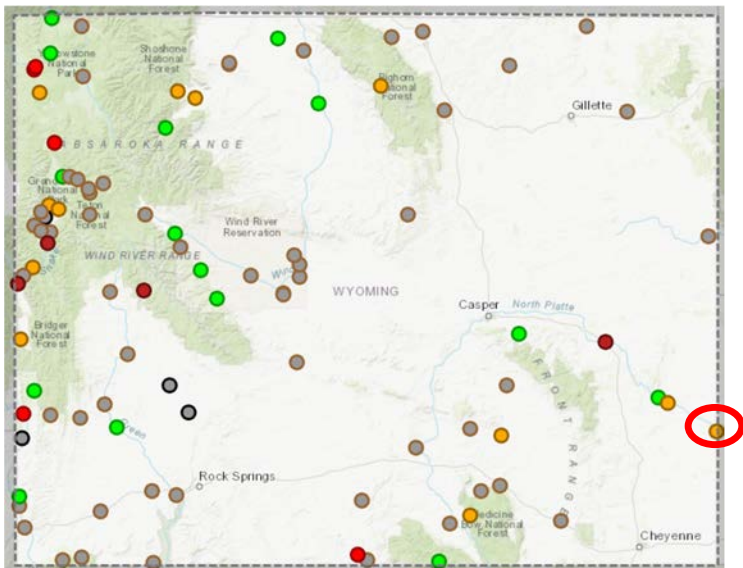 Yellowstone
National
Park
Shoshone
National
Forest
Bighorn
National
Forest
Gillette
ABSAROKA RANGE
Grand
National
Park
Teton
National
Forest
Wind River
Reservation
WIND RIVER RANGE
Wind
WYOMING
Snake
Casper
North Platte
Bridger
National
Forest
FRONT RANGE
Green
Rock Springs
Medicine
Bow National
Forest
Cheyenne